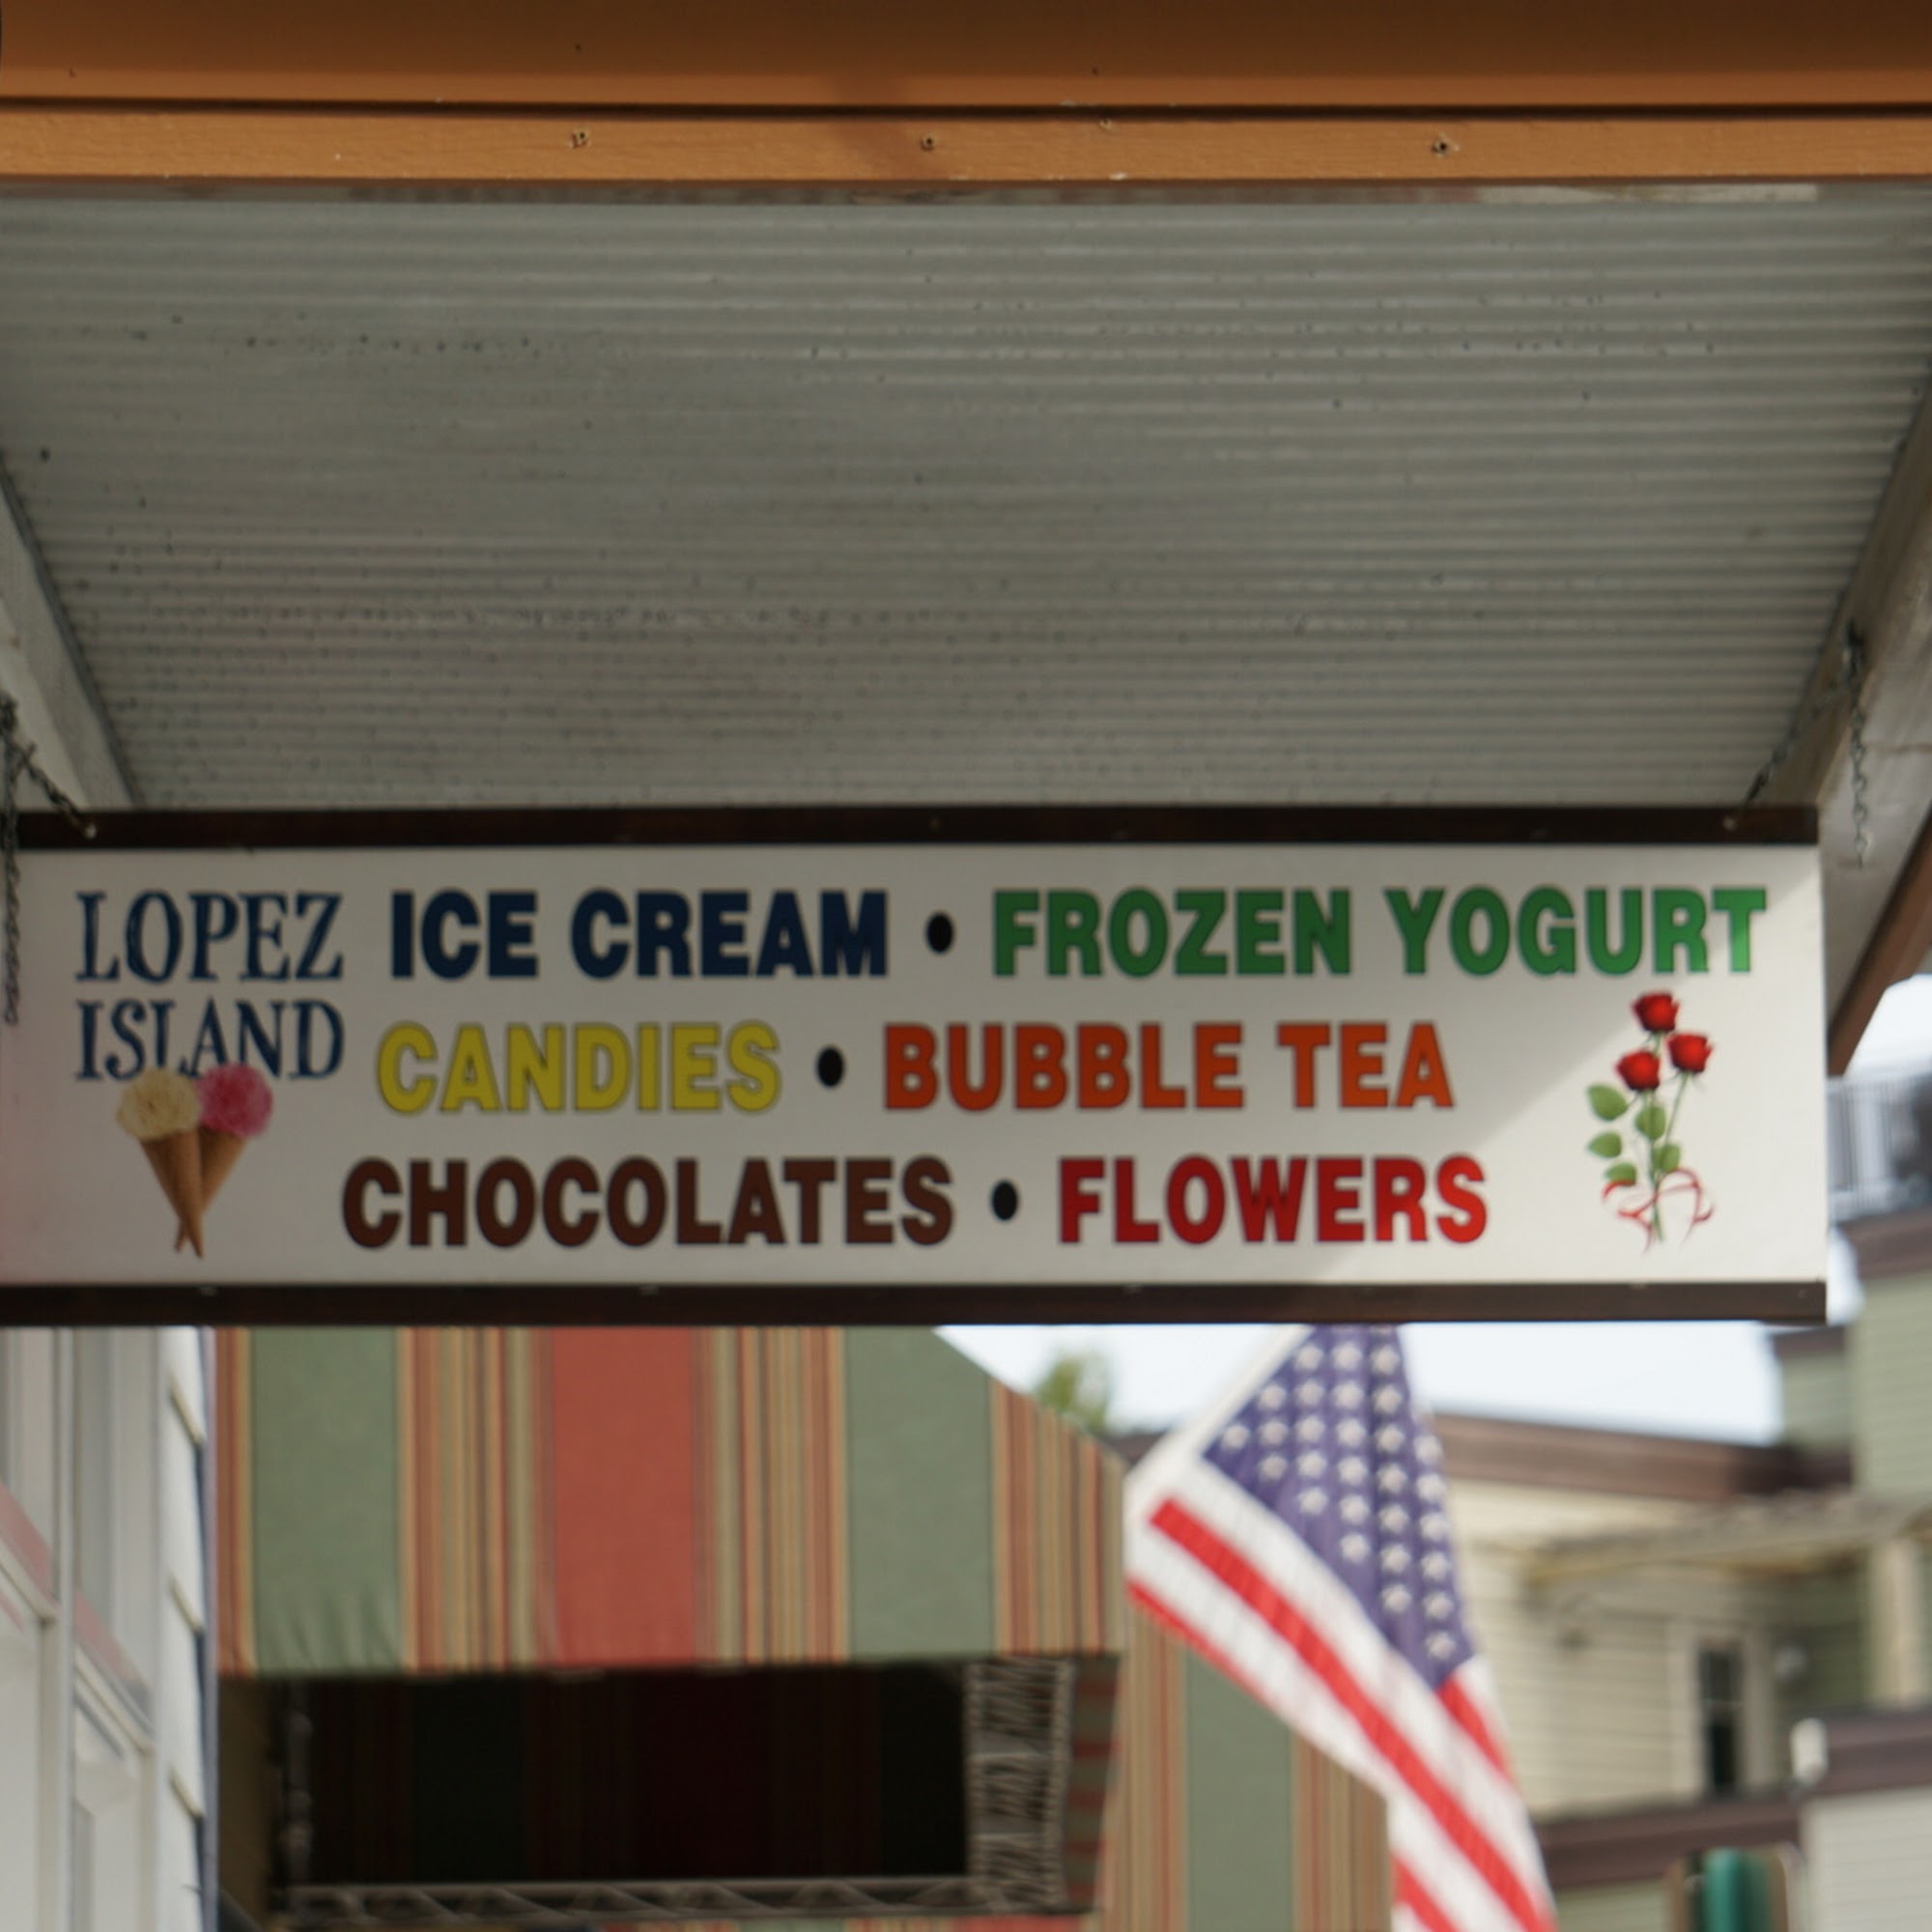 LOPEZ ISLAND
ICE CREAM • FROZEN YOGURT
CANDIES • BUBBLE TEA
CHOCOLATES • FLOWERS